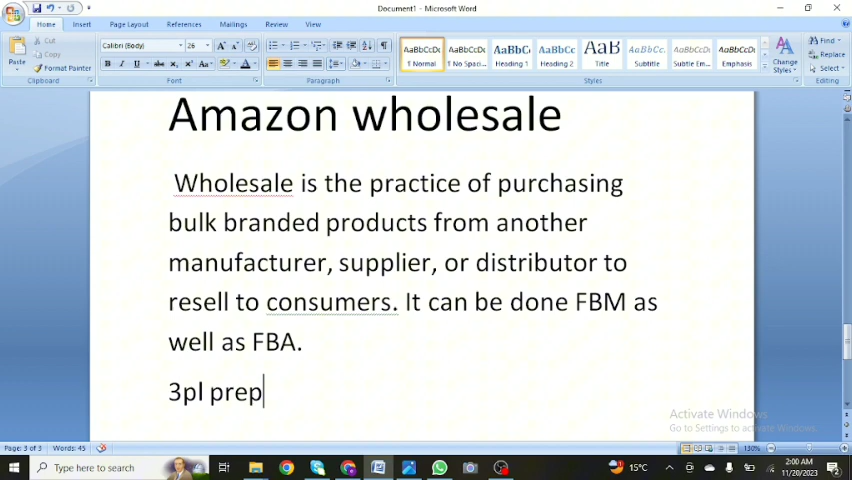 Document1 - Microsoft Word
Home Insert Page Layout References Mailings Review View
Cut
Copy
Format Painter
Paste
Clipboard
Calibri (Body) 26
Font
Paragraph
AaBbCcDc AaBbCcDc AaBbC AaBbCc AaB AaBbCc. AaBbCcDc AaBbCcDc
1 Normal 1 No Spaci... Heading 1 Heading 2 Title Subtitle Subtle Em... Emphasis
Change Styles
Styles
Find
Replace
Select
Editing
Amazon wholesale
Wholesale is the practice of purchasing
bulk branded products from another
manufacturer, supplier, or distributor to
resell to consumers. It can be done FBM as
well as FBA.
3pl prep
Activate Windows
Go to Settings to activate Windows.
Page: 3 of 3 Words: 45 130%
Type here to search 15°C 2:00 AM
11/20/2023 2